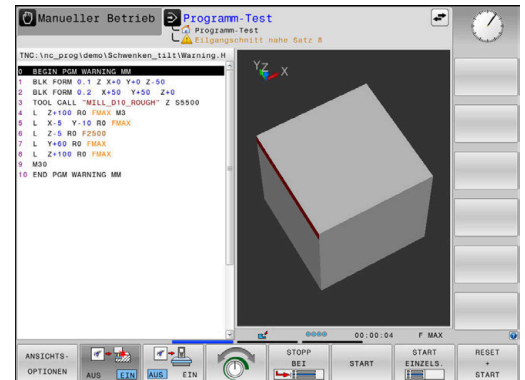 Manueller Betrieb
Programm-Test
Programm-Test
Eilgangschnitt nahe Satz 8
TNC:\nc_prog\demo\Schwenken_tilt\Warning.H
0 BEGIN PGM WARNING MM
1 BLK FORM 0.1 Z X+0 Y+0 Z-50
2 BLK FORM 0.2 X+50 Y+50 Z+0
3 TOOL CALL "MILL_D10_ROUGH" Z S5500
4 L Z+100 R0 FMAX M3
5 L X-5 Y-10 R0 FMAX
6 L Z-5 R0 F2500
7 L Y+60 R0 FMAX
8 L Z+100 R0 FMAX
9 M30
10 END PGM WARNING MM
Y Z X
00:00:04 F MAX
ANSICHTS-
OPTIONEN
AUS EIN
AUS EIN
STOPP
BEI
START
START
EINZELS.
RESET
+
START